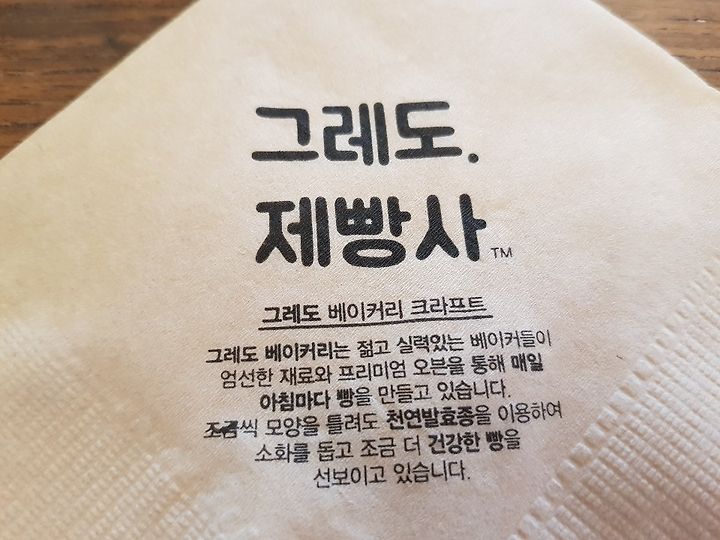 그레도.
제빵사™
그레도 베이커리 크라프트
그레도 베이커리는 젊고 실력있는 베이커들이
엄선한 재료와 프리미엄 오븐을 통해 매일
아침마다 빵을 만들고 있습니다.
조금씩 모양을 틀려도 천연발효종을 이용하여
소화를 돕고 조금 더 건강한 빵을
선보이고 있습니다.